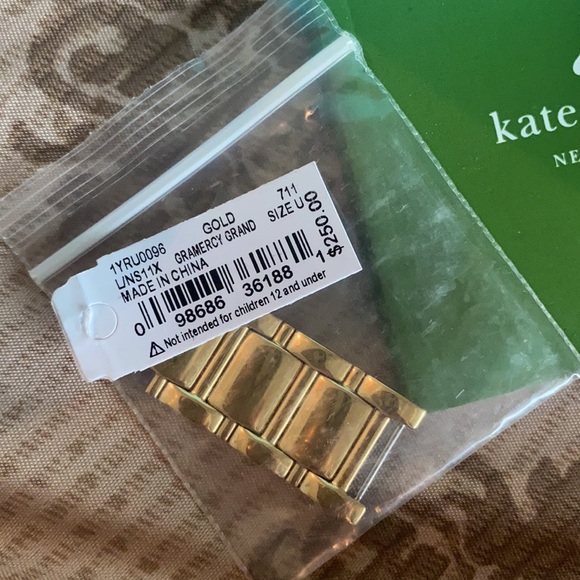 kate
NE
1YRU0096 GOLD 711
L/NS11X GRAMERCY GRAND SIZE U
MADE IN CHINA
0 98686 36188 1
$250.00
Not intended for children 12 and under